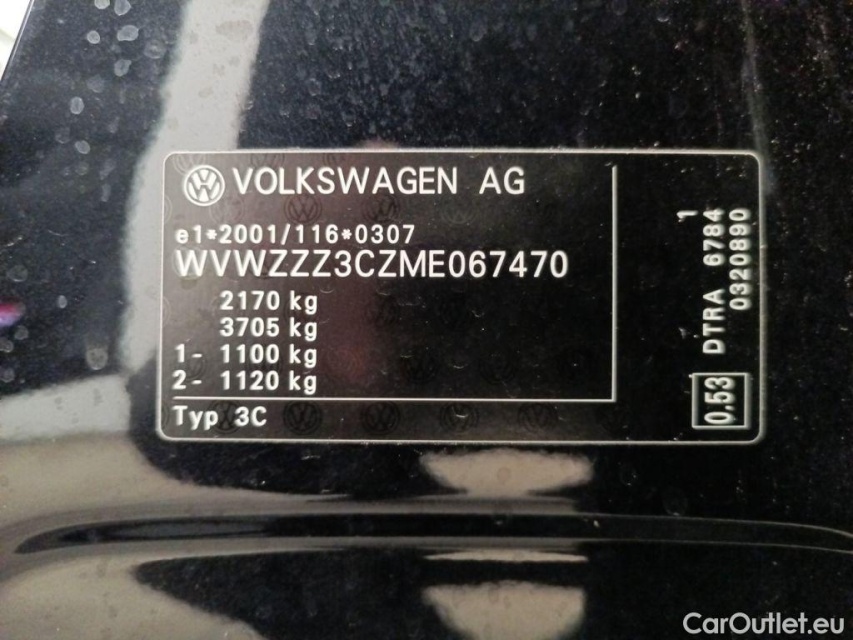 VOLKSWAGEN AG
e1*2001/116*0307
WVWZZZ3CZME067470
2170 kg
3705 kg
1- 1100 kg
2- 1120 kg
Typ 3C
1
DTRA 6784
0320890
0.53
CarOutlet.eu